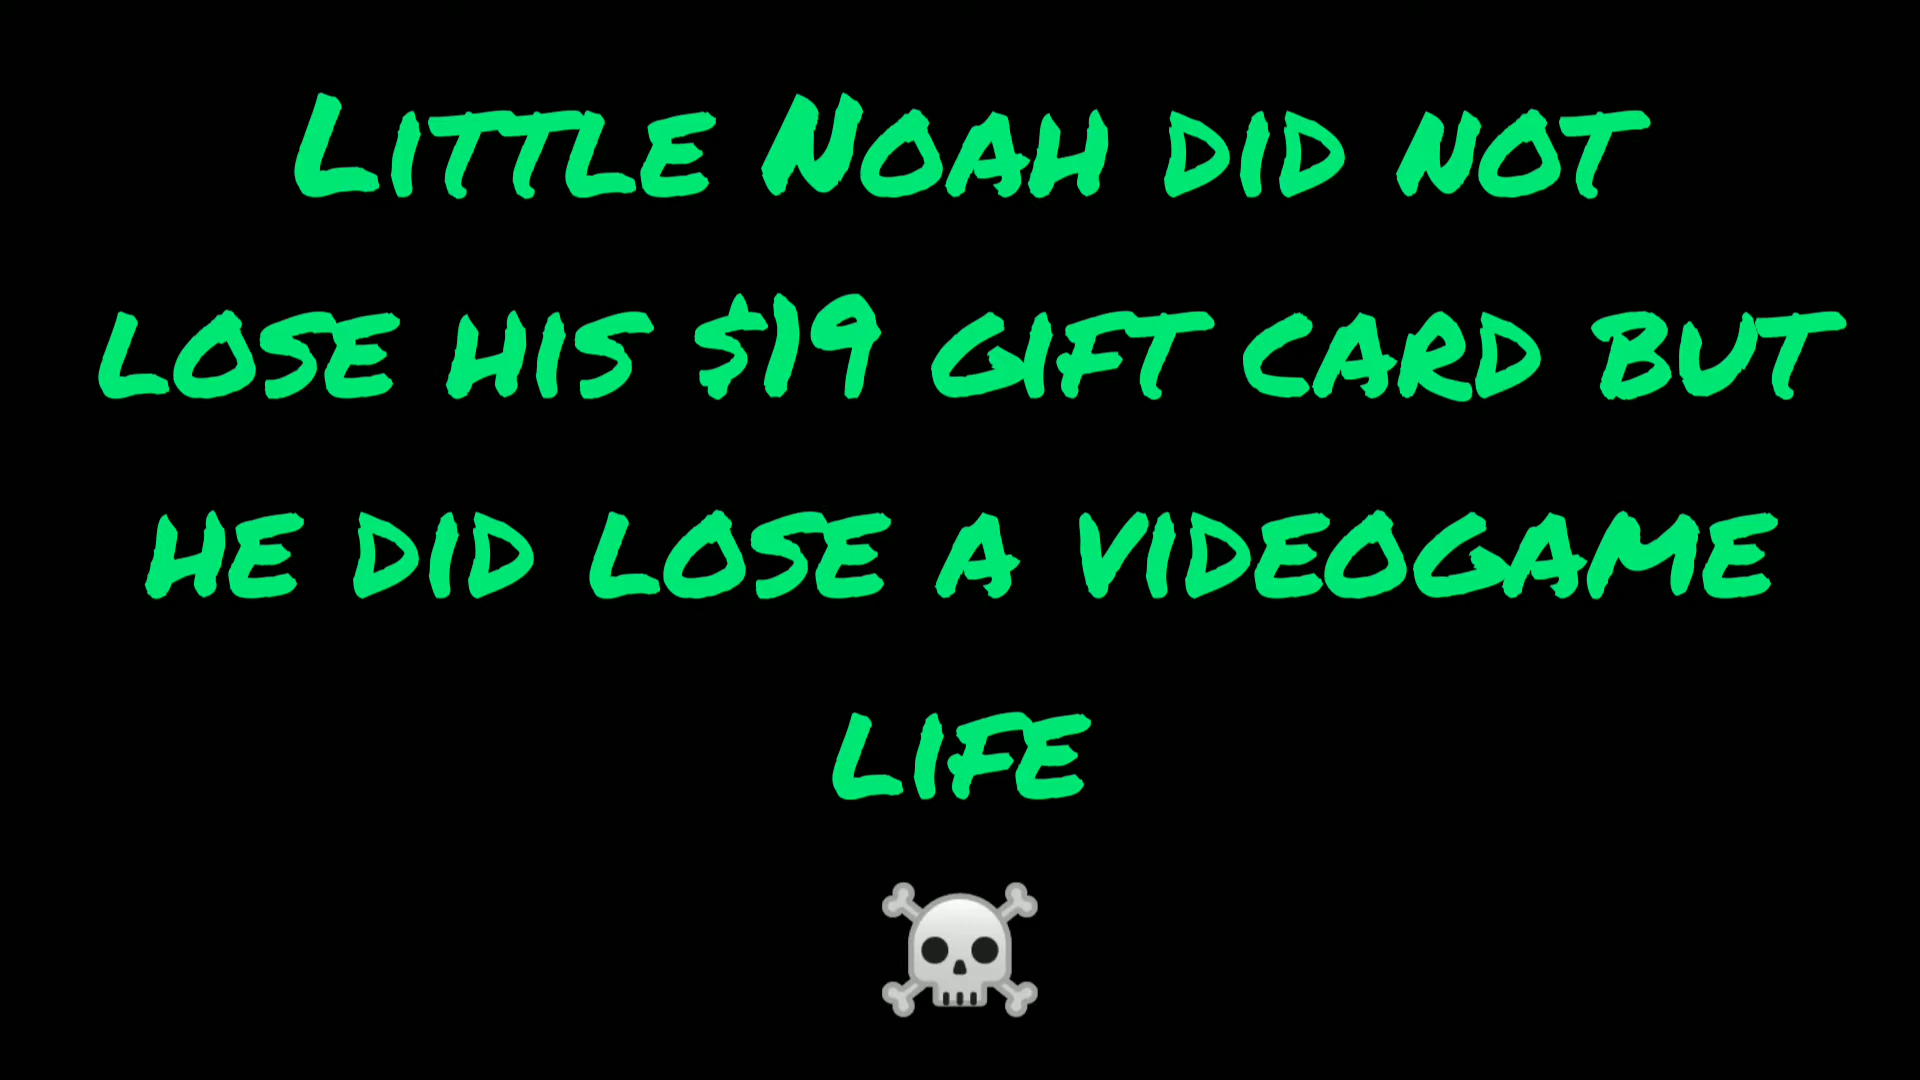 Little Noah did not
lose his $19 gift card but
he did lose a videogame
life